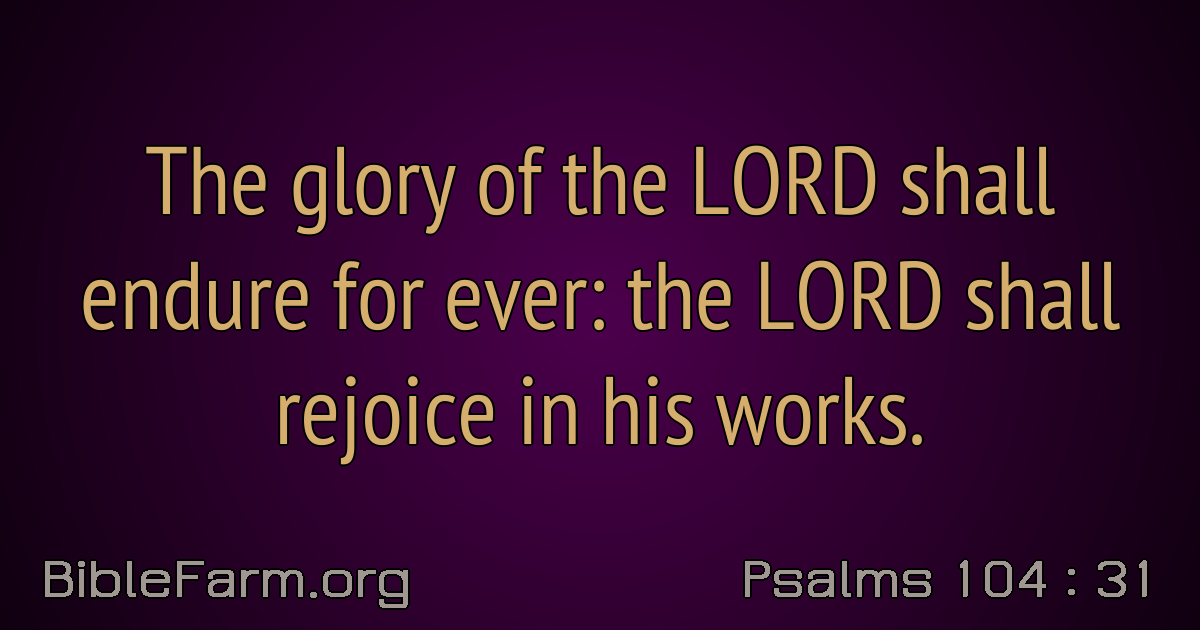 The glory of the LORD shall
endure for ever: the LORD shall
rejoice in his works.
BibleFarm.org
Psalms 104 : 31